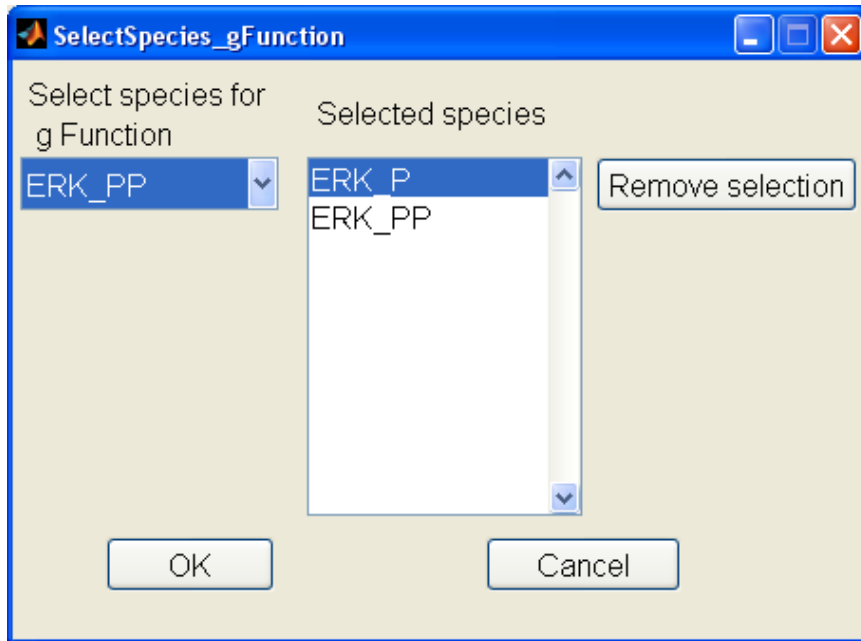 SelectSpecies_gFunction
Select species for
g Function
Selected species
ERK_PP
ERK_P
ERK_PP
Remove selection
OK
Cancel